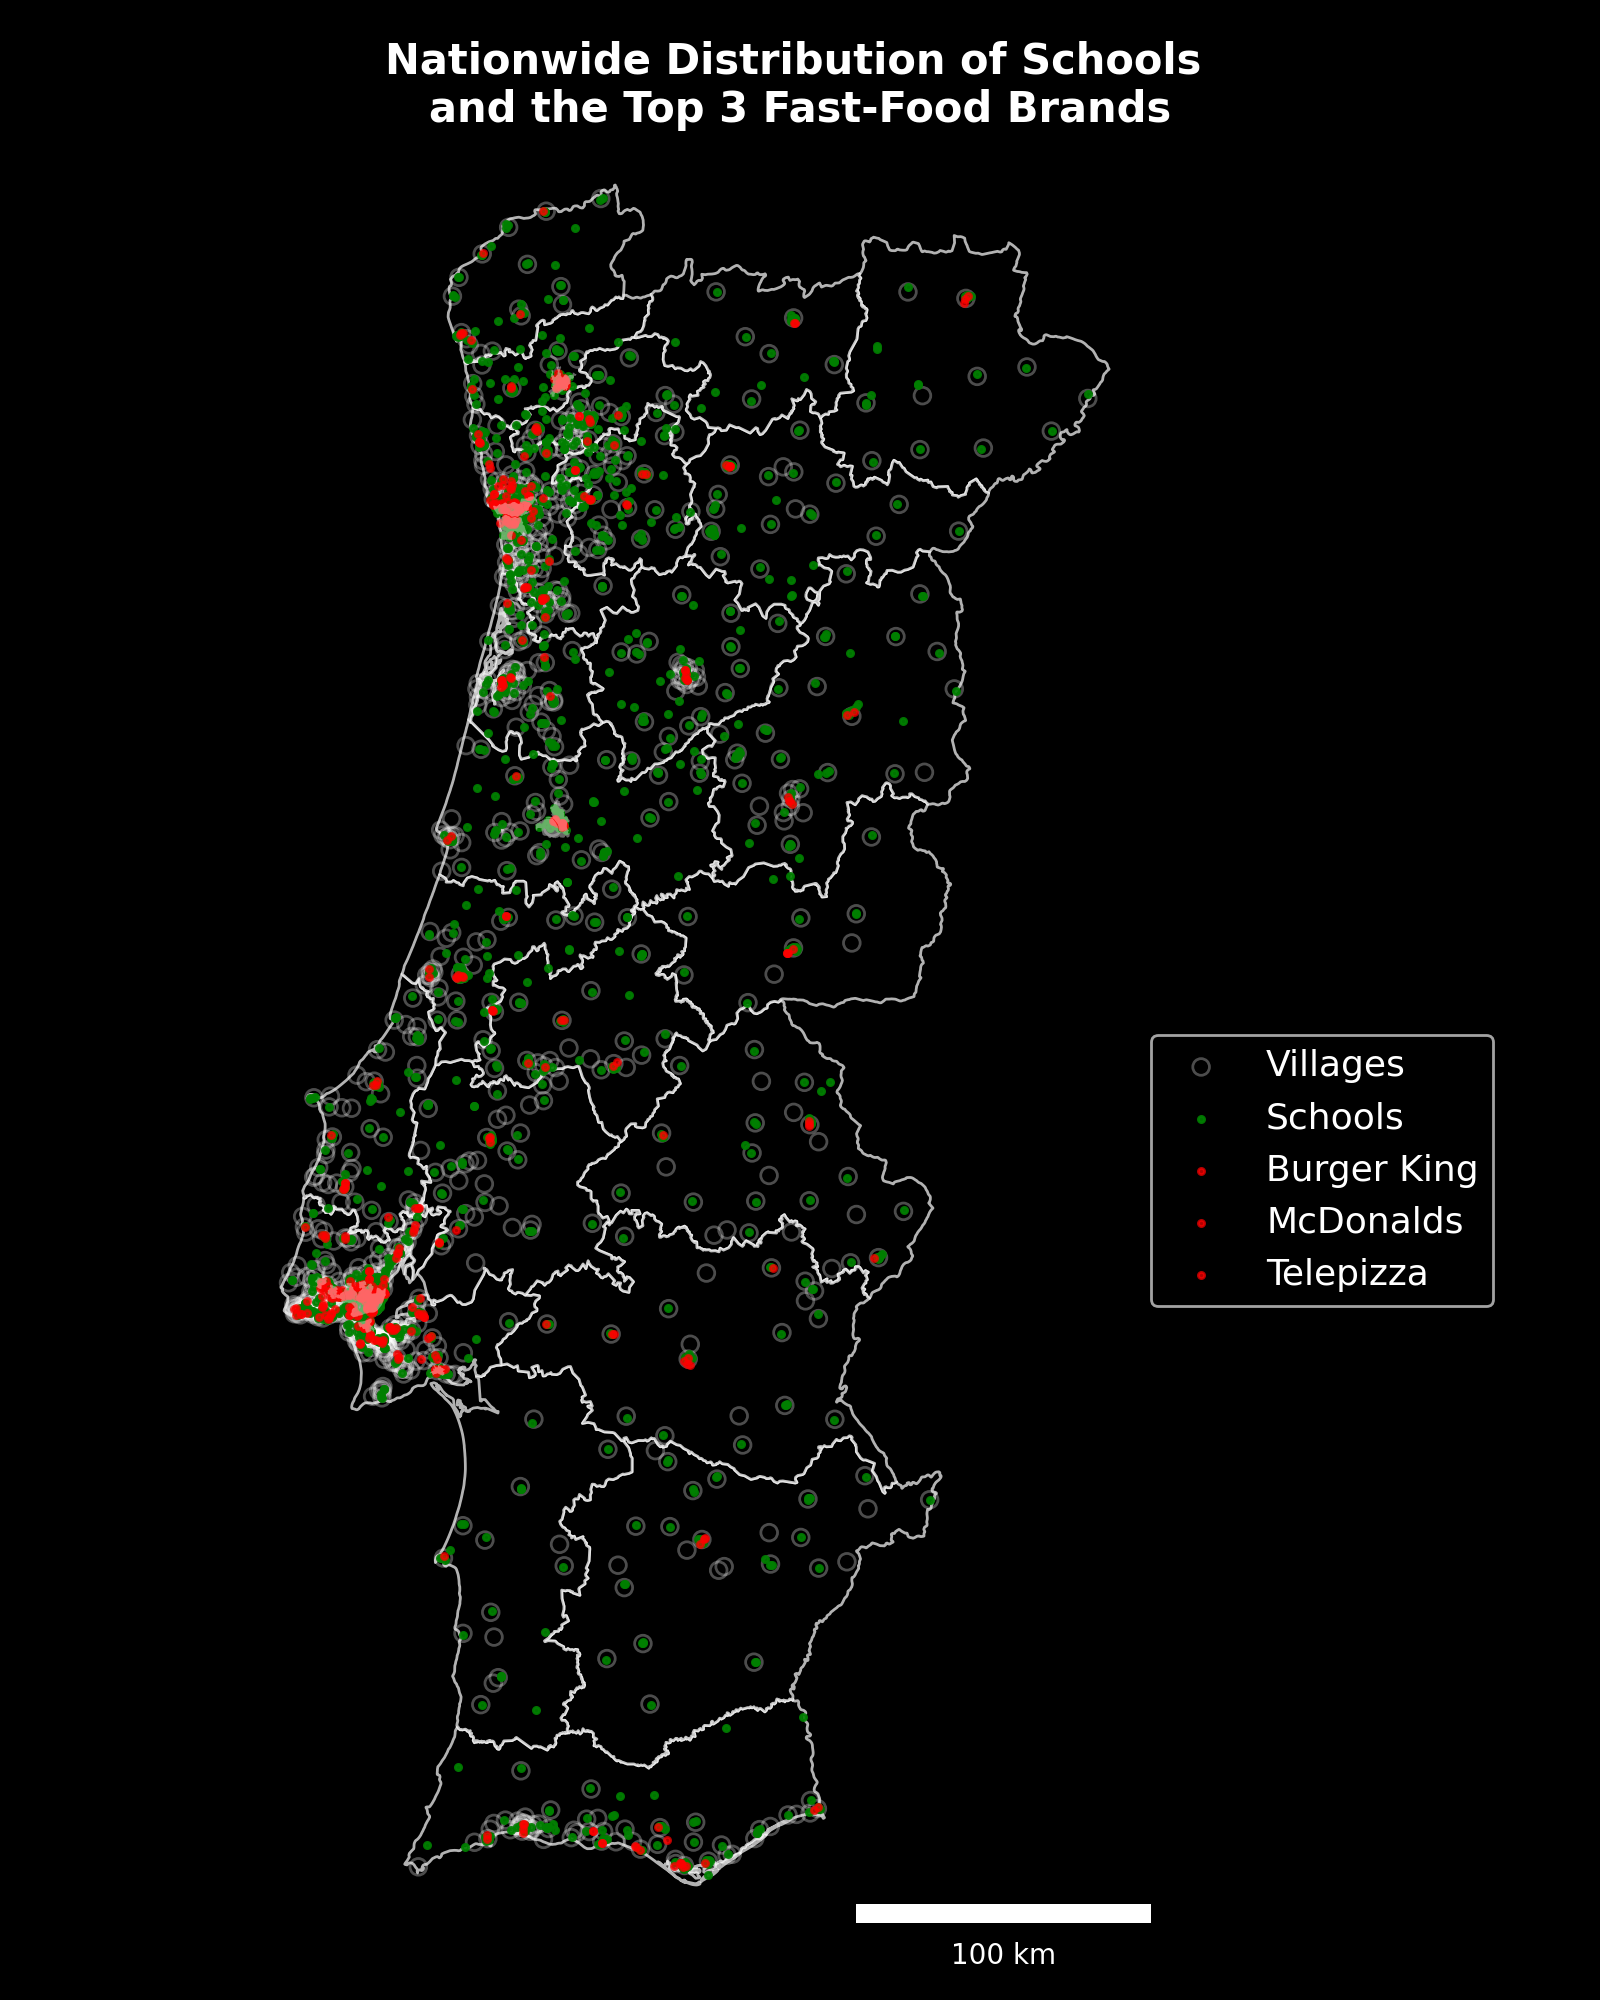 Nationwide Distribution of Schools
and the Top 3 Fast-Food Brands
Villages
Schools
Burger King
McDonalds
Telepizza
100 km